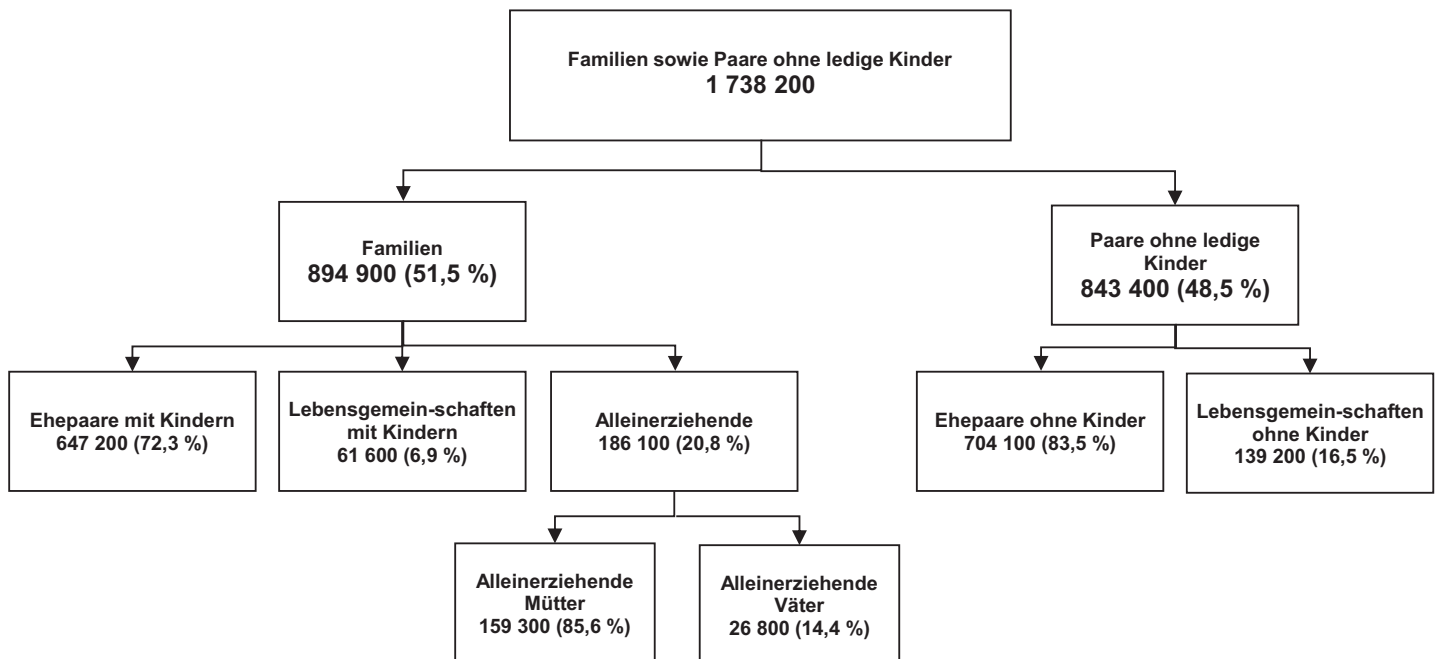 Familien sowie Paare ohne ledige Kinder
1 738 200
Familien
894 900 (51,5 %)
Paare ohne ledige
Kinder
843 400 (48,5 %)
Ehepaare mit Kindern
647 200 (72,3 %)
Lebensgemein-schaften
mit Kindern
61 600 (6,9 %)
Alleinerziehende
186 100 (20,8 %)
Ehepaare ohne Kinder
704 100 (83,5 %)
Lebensgemein-schaften
ohne Kinder
139 200 (16,5 %)
Alleinerziehende
Mütter
159 300 (85,6 %)
Alleinerziehende
Väter
26 800 (14,4 %)